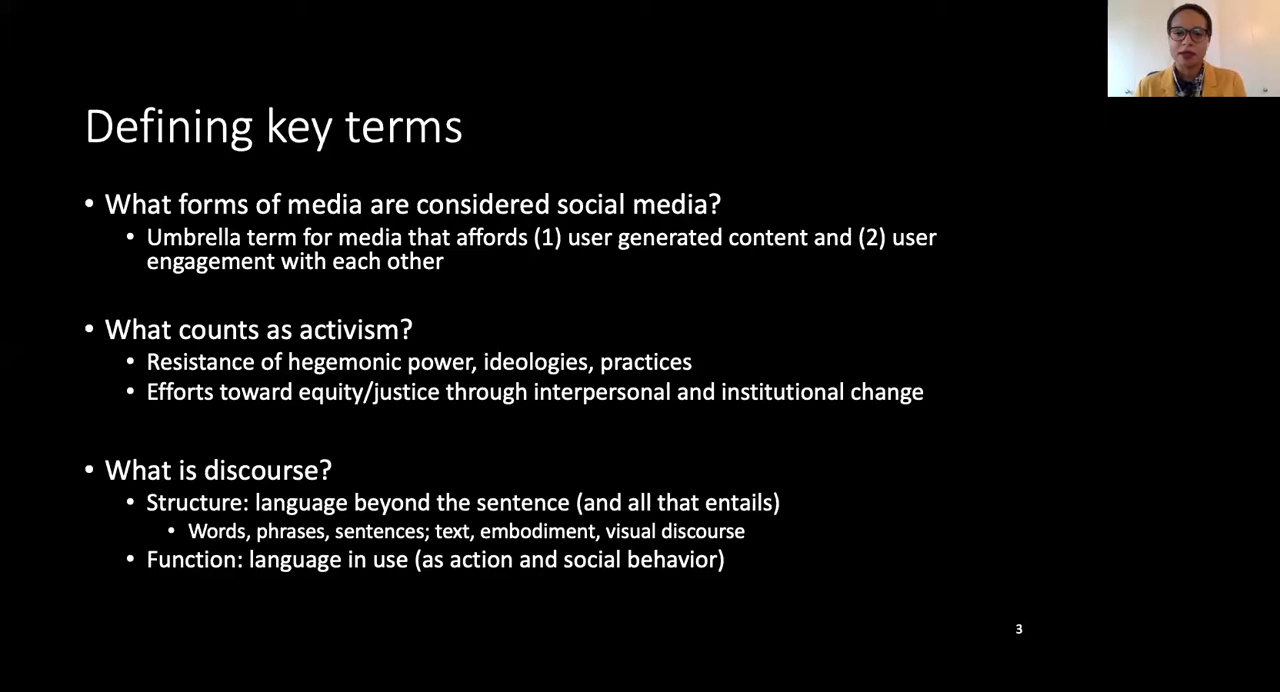 Defining key terms
• What forms of media are considered social media?
• Umbrella term for media that affords (1) user generated content and (2) user
engagement with each other
• What counts as activism?
• Resistance of hegemonic power, ideologies, practices
• Efforts toward equity/justice through interpersonal and institutional change
• What is discourse?
• Structure: language beyond the sentence (and all that entails)
• Words, phrases, sentences; text, embodiment, visual discourse
• Function: language in use (as action and social behavior)
3